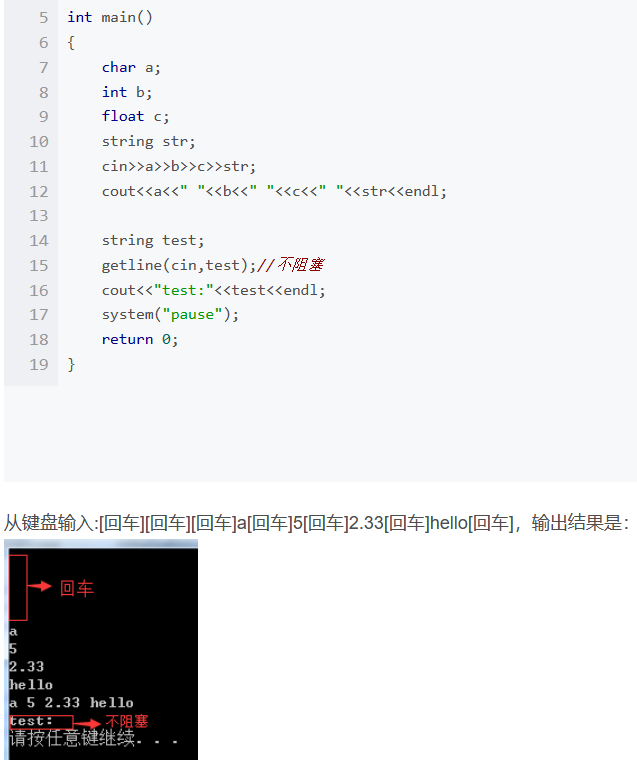 5 int main()
6 {
7 char a;
8 int b;
9 float c;
10 string str;
11 cin>>a>>b>>c>>str;
12 cout<<a<<" "<<b<<" "<<c<<" "<<str<<endl;
13
14 string test;
15 getline(cin,test);//不阻塞
16 cout<<"test:"<<test<<endl;
17 system("pause");
18 return 0;
19 }
从键盘输入:[回车][回车][回车]a[回车]5[回车]2.33[回车]hello[回车]，输出结果是：
回车
a
5
2.33
hello
a 5 2.33 hello
test: 不阻塞
请按任意键继续. . .